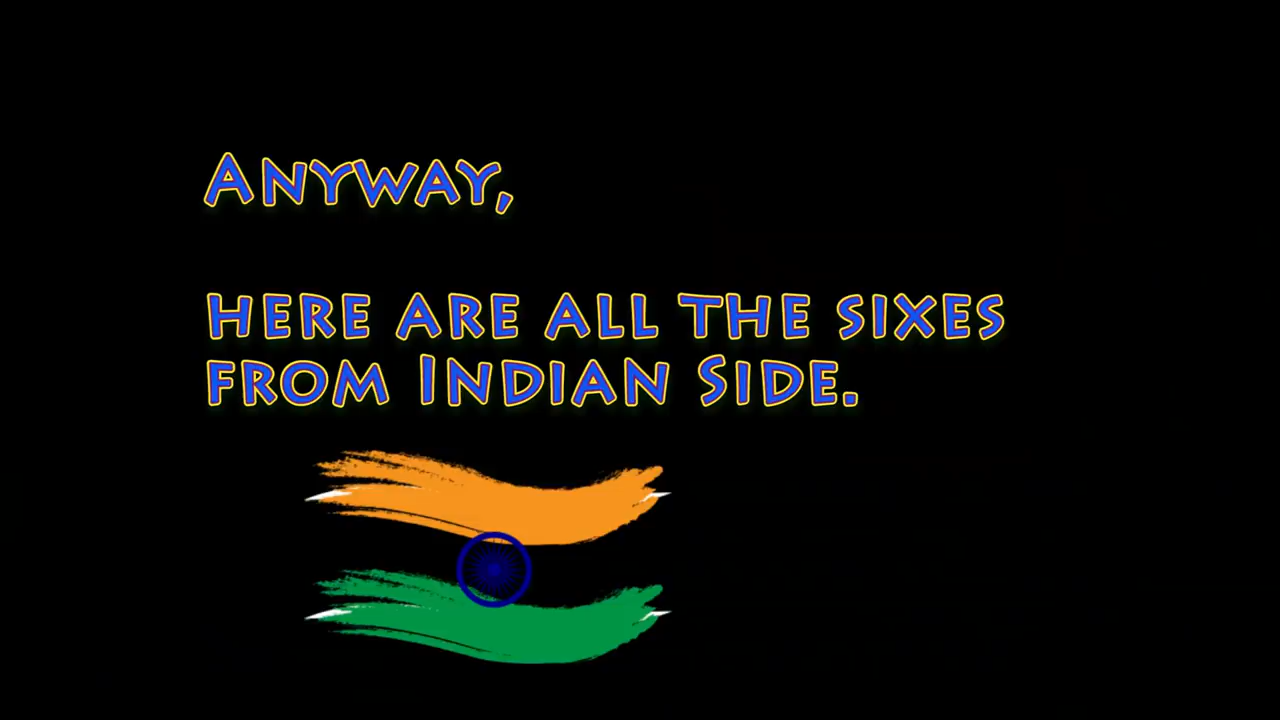 Anyway,
here are all the sixes
from Indian Side.